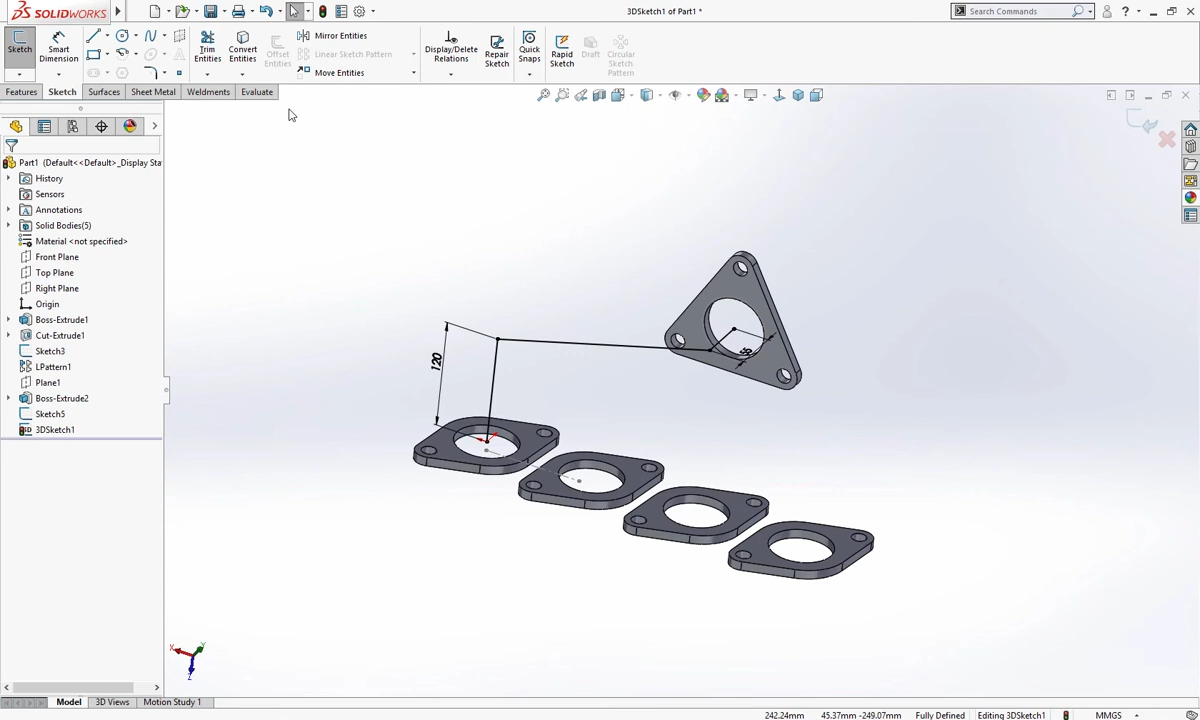 SOLIDWORKS
3DSketch1 of Part1 *
Search Commands
?
Sketch
Smart Dimension
Trim Entities
Convert Entities
Offset Entities
Mirror Entities
Linear Sketch Pattern
Move Entities
Display/Delete Relations
Repair Sketch
Quick Snaps
Rapid Sketch
Draft
Circular Sketch Pattern
Features
Sketch
Surfaces
Sheet Metal
Weldments
Evaluate
Part1 (Default<<Default>_Display Sta
History
Sensors
Annotations
Solid Bodies(5)
Material <not specified>
Front Plane
Top Plane
Right Plane
Origin
Boss-Extrude1
Cut-Extrude1
Sketch3
LPattern1
Plane1
Boss-Extrude2
Sketch5
3D 3DSketch1
120
X
Y
Z
Model
3D Views
Motion Study 1
242.24mm
45.37mm -249.07mm
Fully Defined
Editing 3DSketch1
MMGS